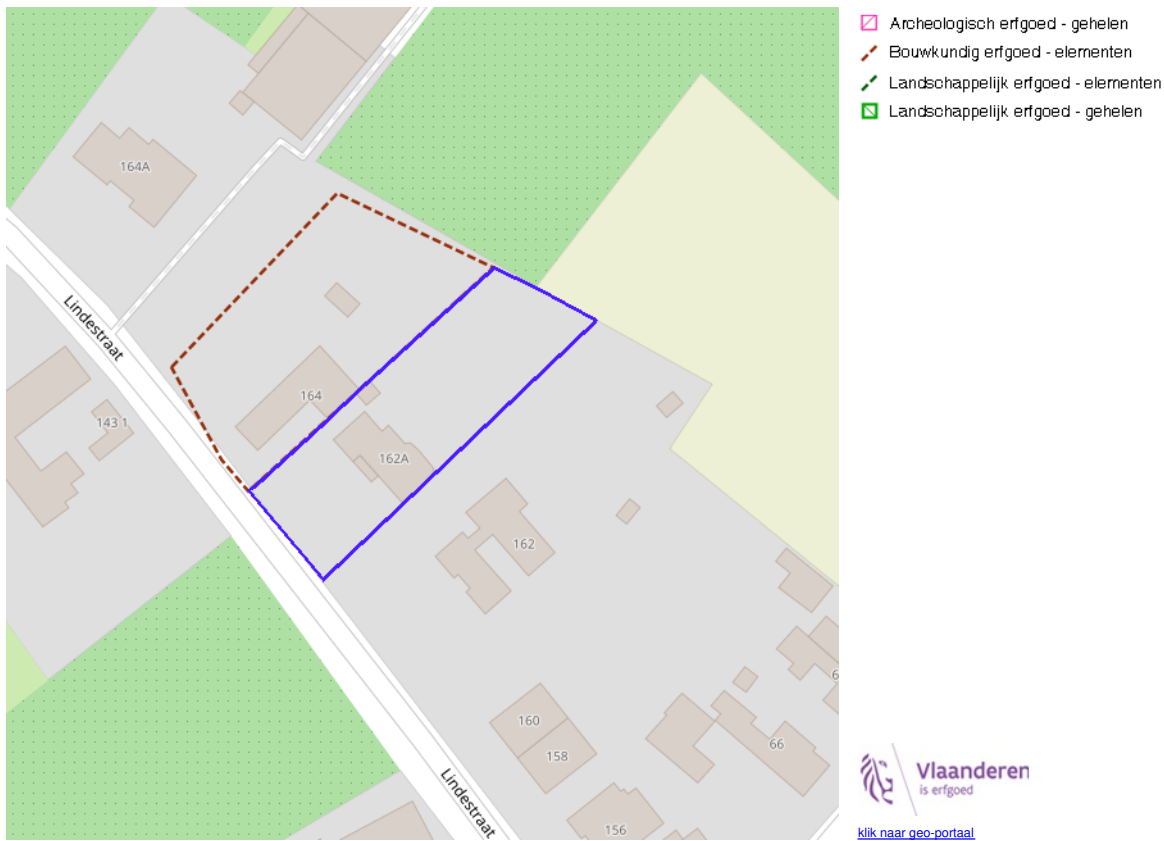 Archeologisch erfgoed - gehelen
Bouwkundig erfgoed - elementen
Landschappelijk erfgoed - elementen
Landschappelijk erfgoed - gehelen
164A
Lindestraat
164
143 1
162A
162
160
158
66
6
156
Lindestraat
Vlaanderen
is erfgoed
klik naar geo-portaal